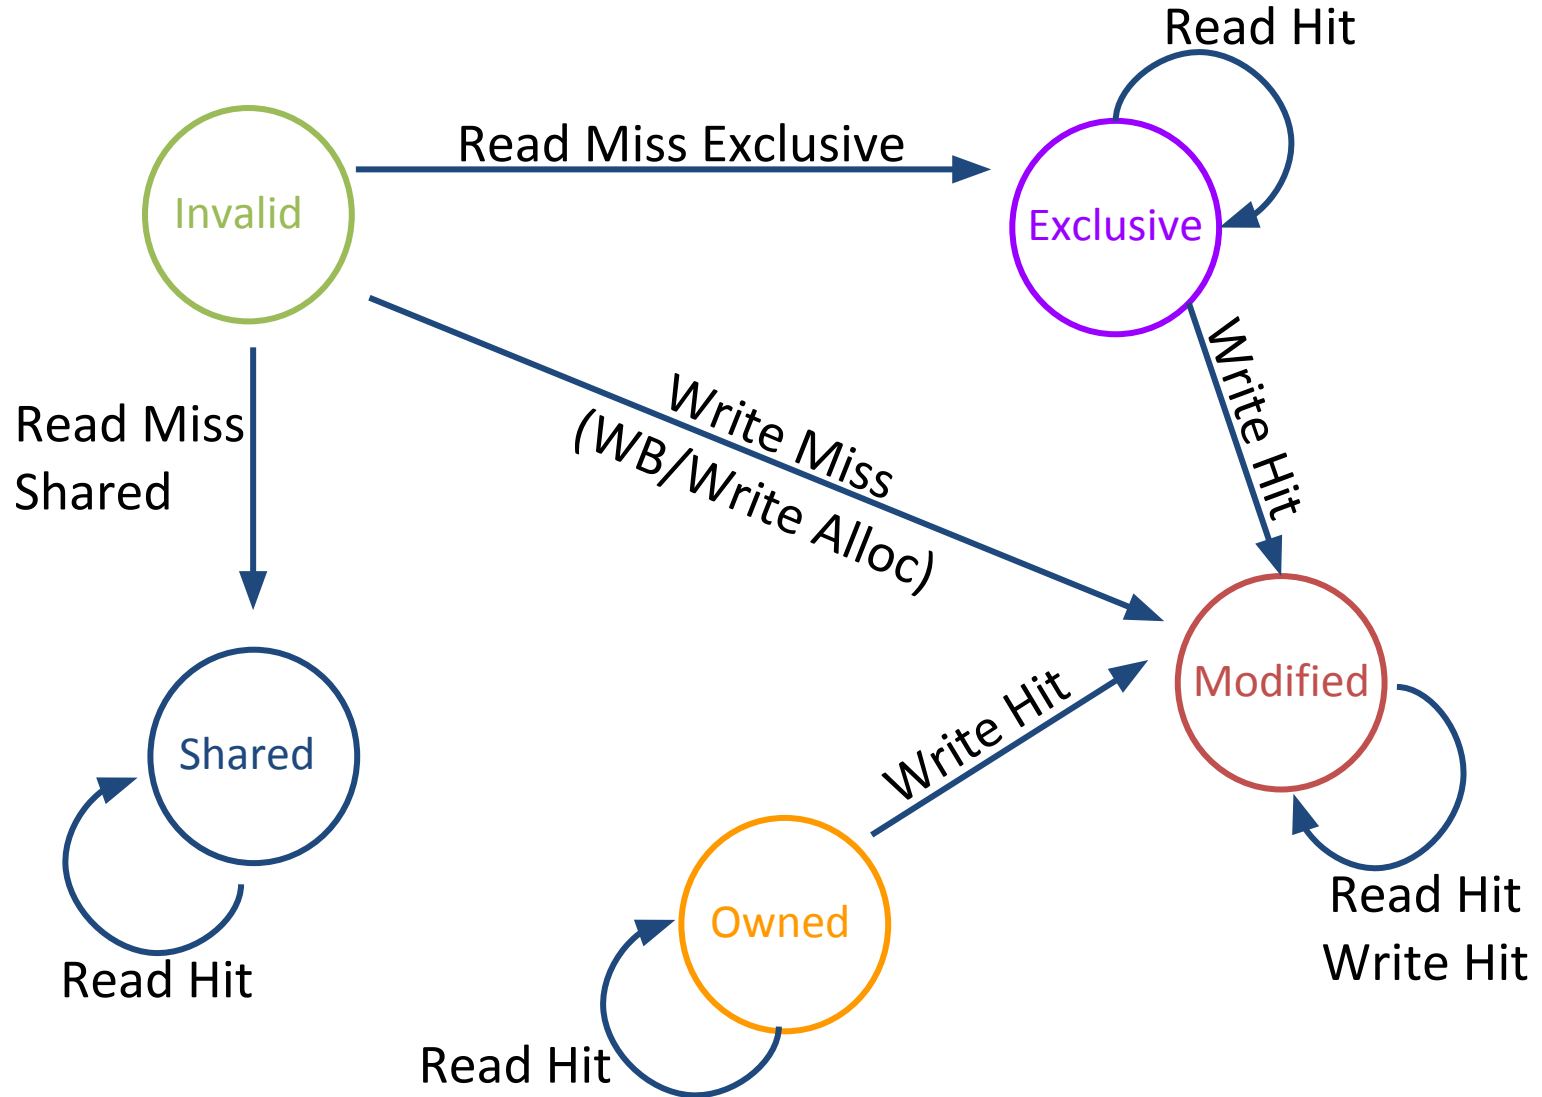 Read Hit
Read Miss Exclusive
Invalid
Exclusive
Write Hit
Read Miss
Shared
Write Miss
(WB/Write Alloc)
Modified
Write Hit
Shared
Owned
Read Hit
Write Hit
Read Hit
Read Hit